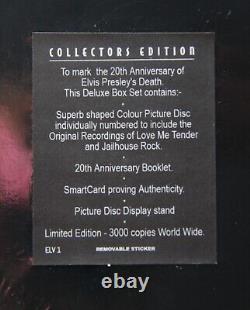 COLLECTORS EDITION
To mark the 20th Anniversary of
Elvis Presley's Death.
This Deluxe Box Set contains:-
•
Superb shaped Colour Picture Disc
individually numbered to include the
Original Recordings of Love Me Tender
and Jailhouse Rock.
•
20th Anniversary Booklet.
•
SmartCard proving Authenticity.
•
Picture Disc Display stand
•
Limited Edition - 3000 copies World Wide.
ELV 1 REMOVABLE STICKER